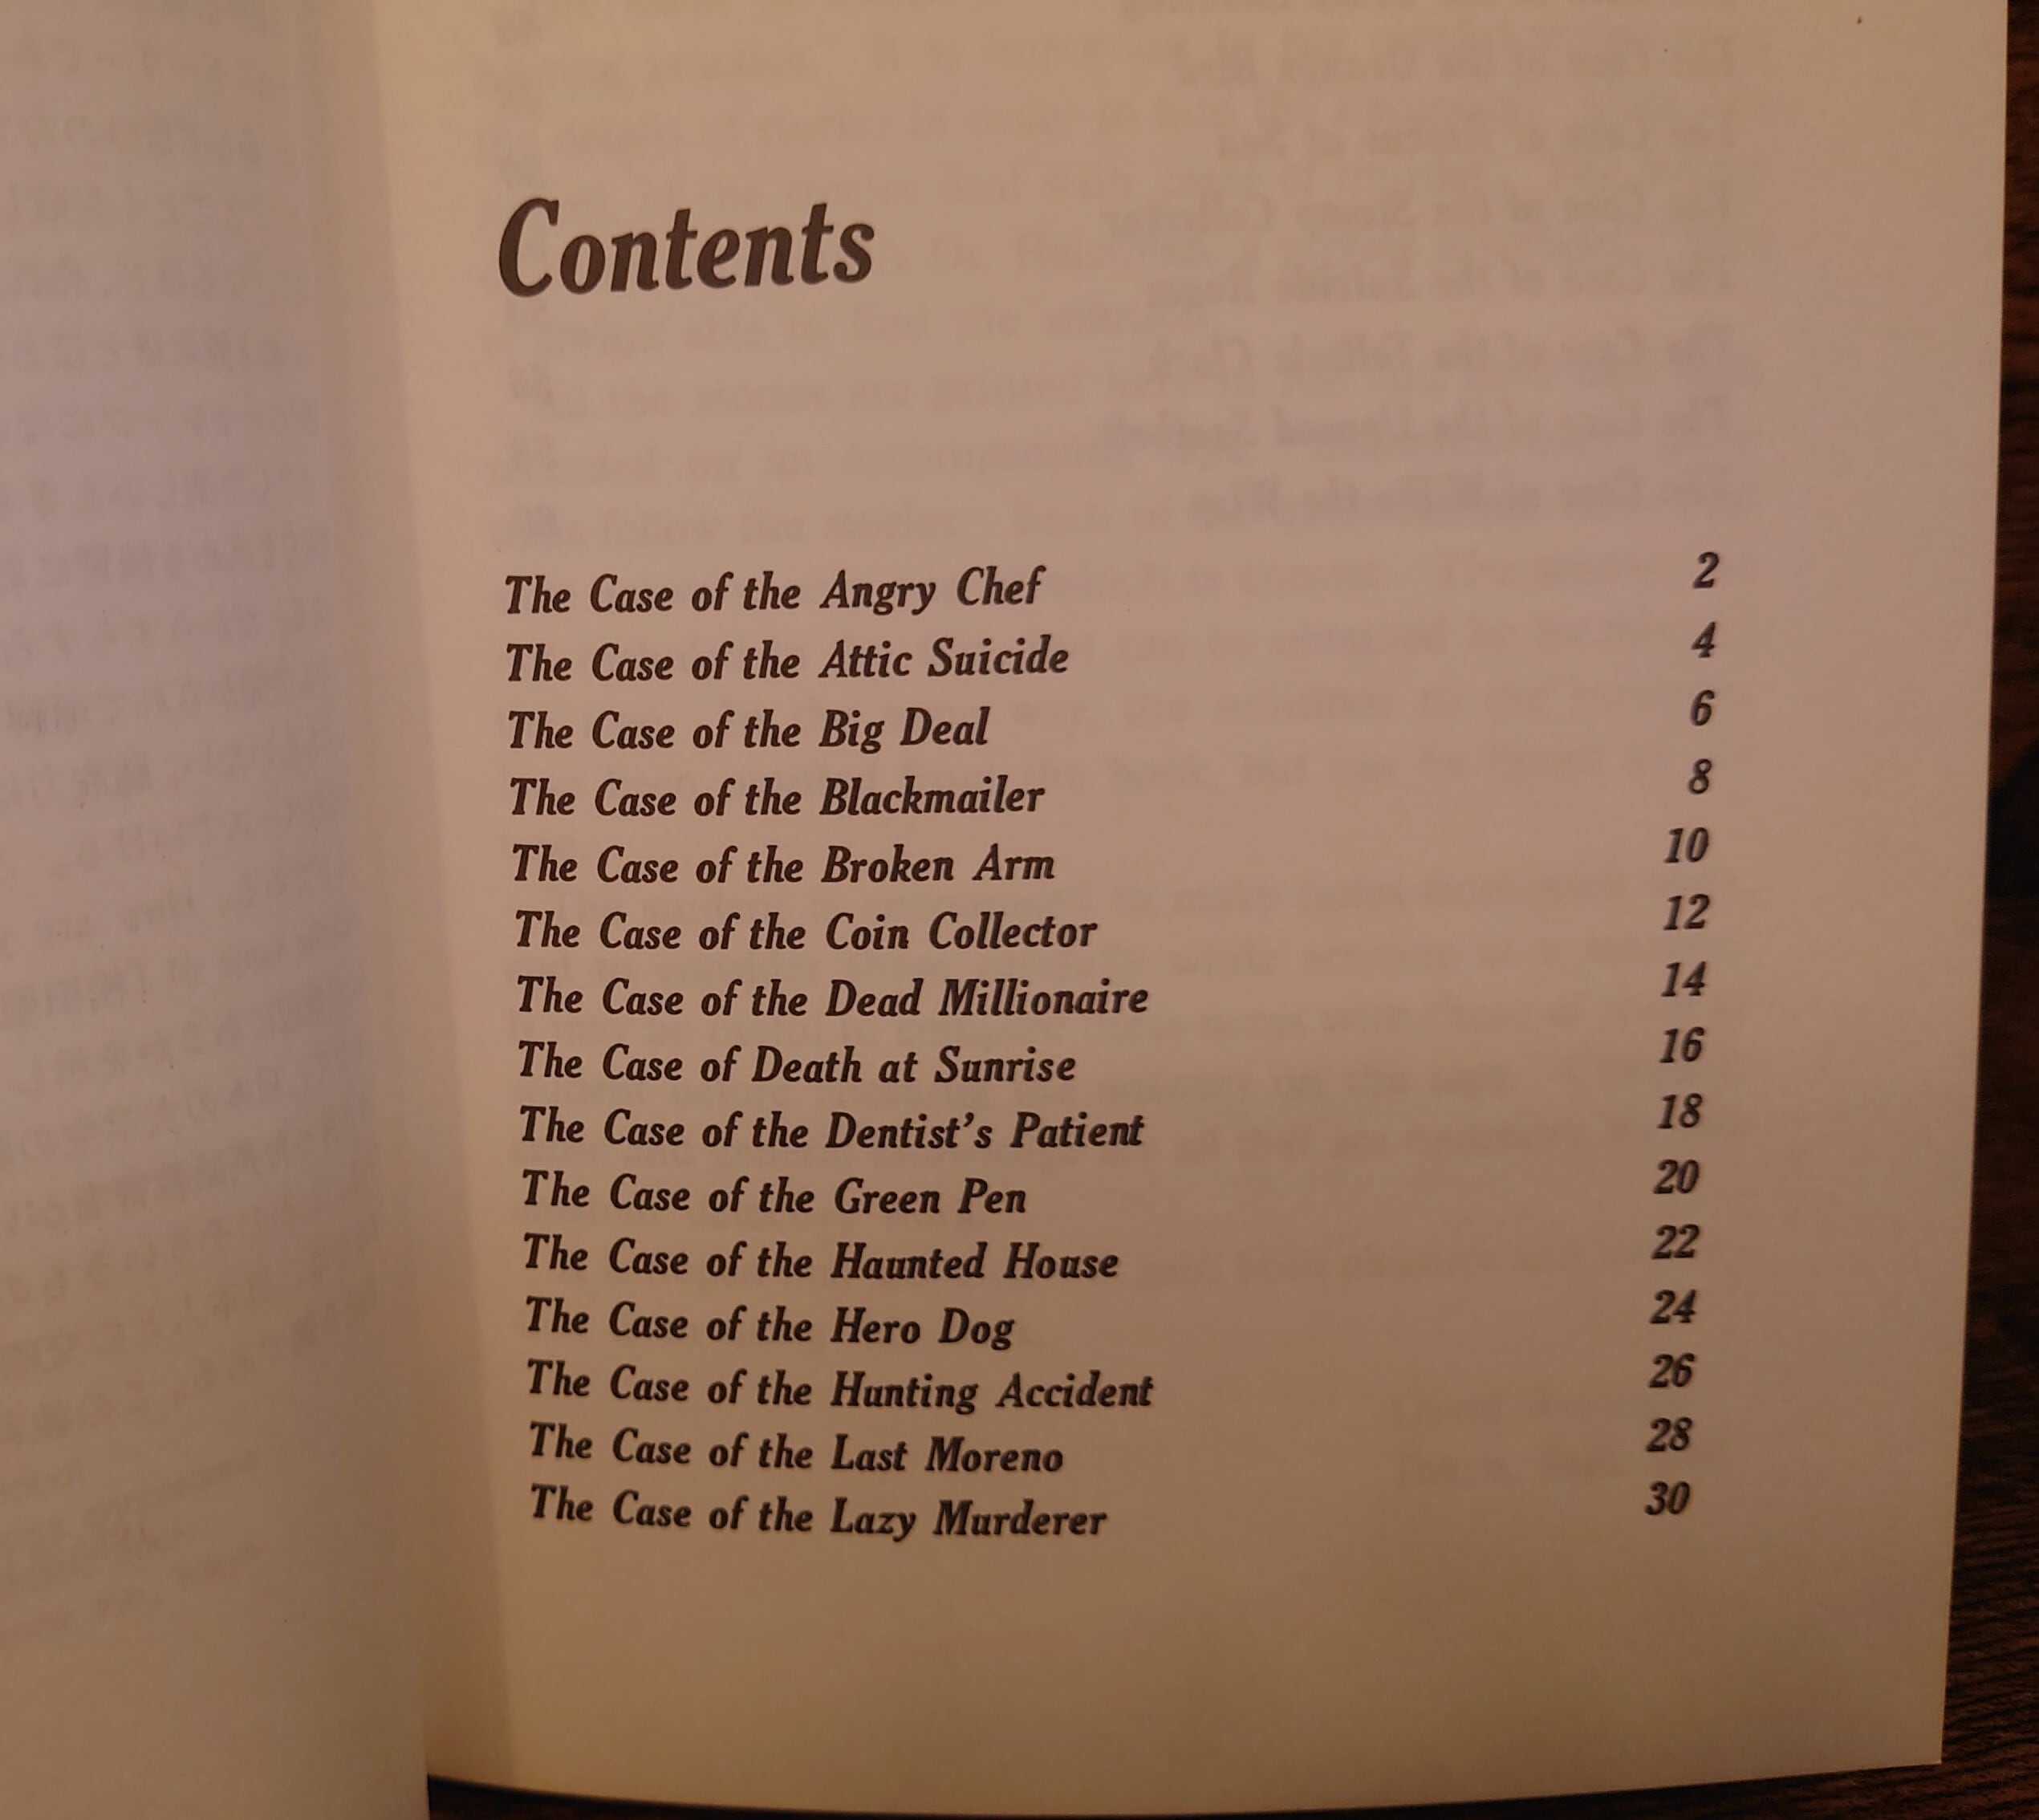 Contents
The Case of the Angry Chef 2
The Case of the Attic Suicide 4
The Case of the Big Deal 6
The Case of the Blackmailer 8
The Case of the Broken Arm 10
The Case of the Coin Collector 12
The Case of the Dead Millionaire 14
The Case of Death at Sunrise 16
The Case of the Dentist's Patient 18
The Case of the Green Pen 20
The Case of the Haunted House 22
The Case of the Hero Dog 24
The Case of the Hunting Accident 26
The Case of the Last Moreno 28
The Case of the Lazy Murderer 30